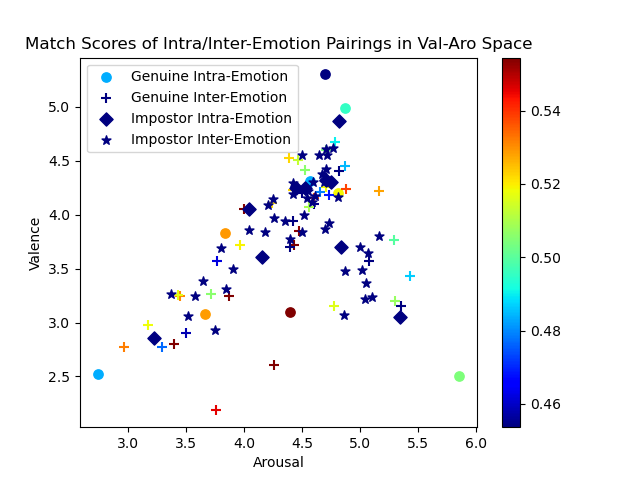 Match Scores of Intra/Inter-Emotion Pairings in Val-Aro Space
Genuine Intra-Emotion
Genuine Inter-Emotion
Impostor Intra-Emotion
Impostor Inter-Emotion
Valence
5.0
4.5
4.0
3.5
3.0
2.5
3.0 3.5 4.0 4.5 5.0 5.5 6.0
Arousal
0.54
0.52
0.50
0.48
0.46